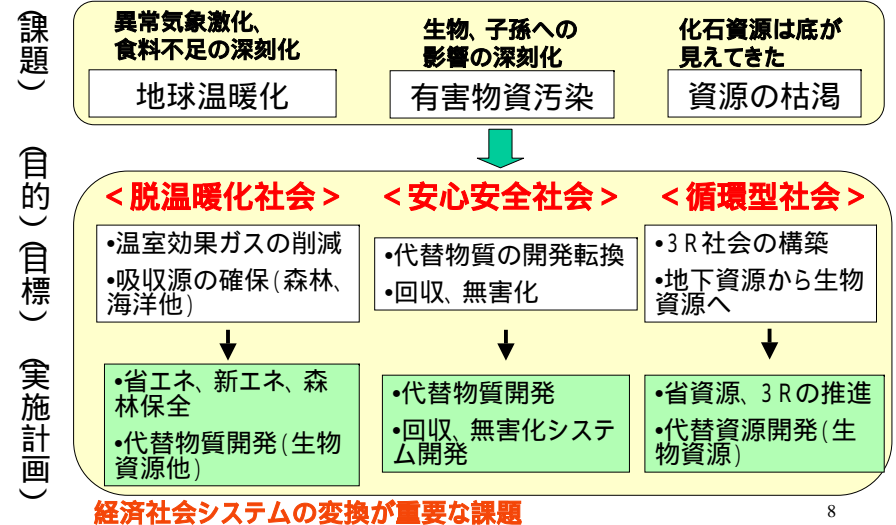 (課題)
異常気象激化、
食料不足の深刻化
地球温暖化
生物、子孫への
影響の深刻化
有害物資汚染
化石資源は底が
見えてきた
資源の枯渇
(目的)
<脱温暖化社会>
<安心安全社会>
<循環型社会>
(目標)
•温室効果ガスの削減
•吸収源の確保(森林、
海洋他)
•代替物質の開発転換
•回収、無害化
•3R社会の構築
•地下資源から生物
資源へ
(実施計画)
•省エネ、新エネ、森
林保全
•代替物質開発(生物
資源他)
•代替物質開発
•回収、無害化システ
ム開発
•省資源、3Rの推進
•代替資源開発(生
物資源)
経済社会システムの変換が重要な課題
8